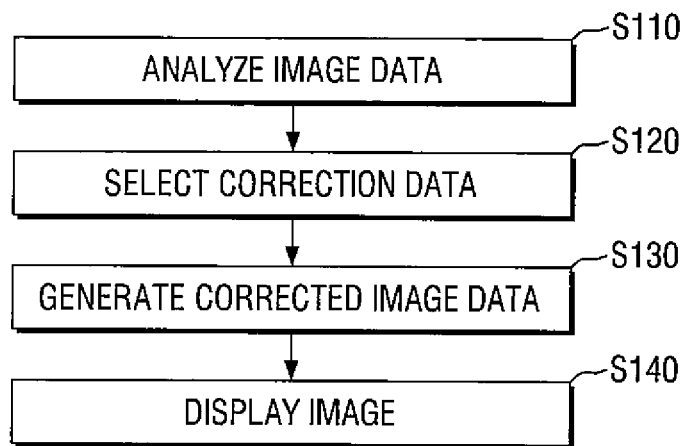 S110
ANALYZE IMAGE DATA
S120
SELECT CORRECTION DATA
S130
GENERATE CORRECTED IMAGE DATA
S140
DISPLAY IMAGE